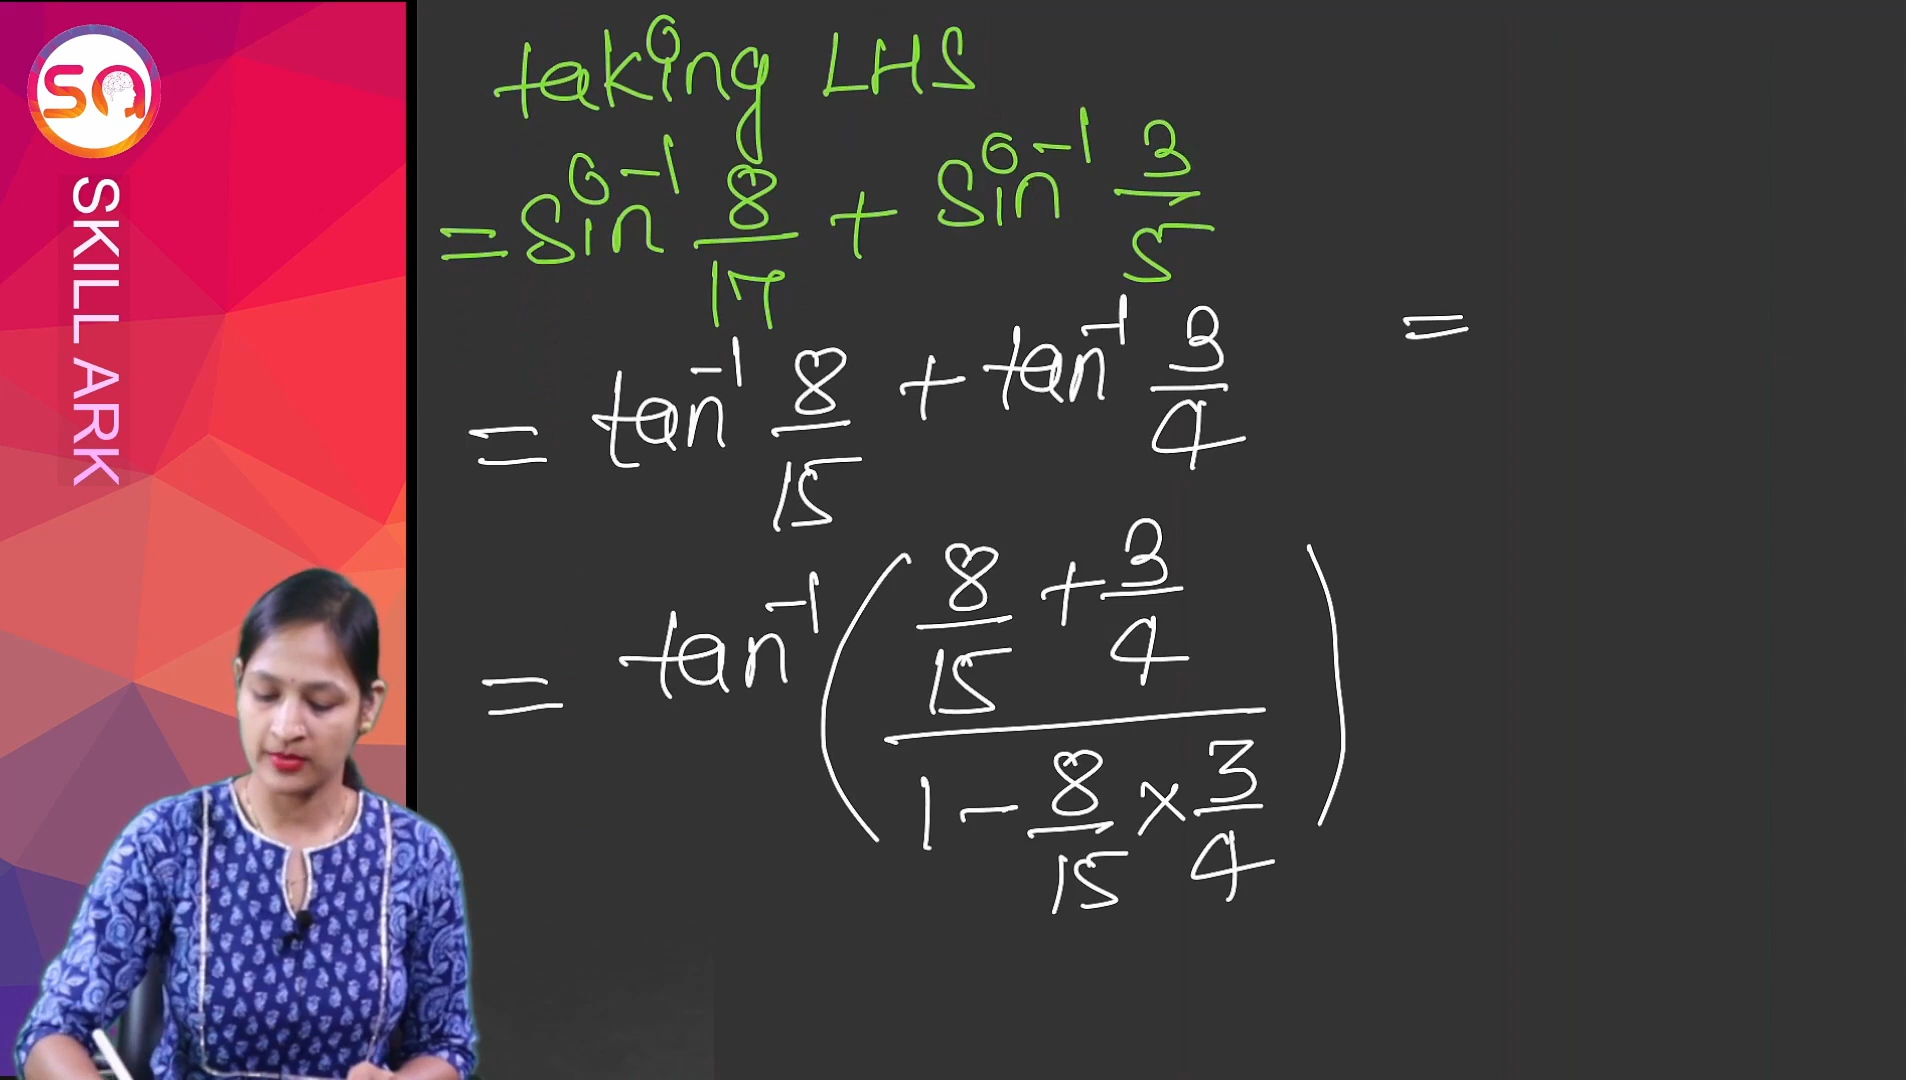 SA
SKILL ARK
taking LHS
= sin⁻¹ 8/17 + sin⁻¹ 3/5
= tan⁻¹ 8/15 + tan⁻¹ 3/4
= tan⁻¹ ( (8/15 + 3/4) / (1 - 8/15 × 3/4) )
=